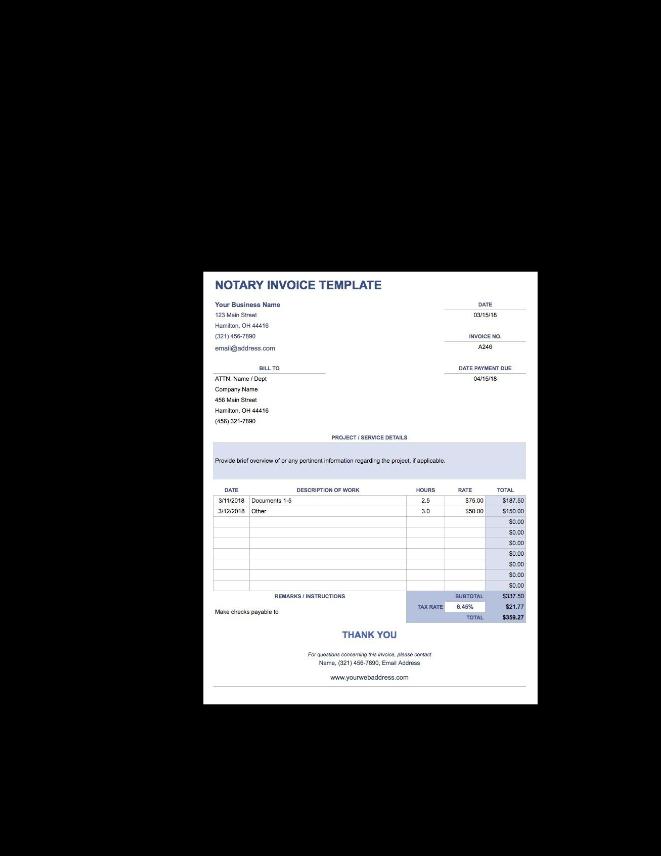 NOTARY INVOICE TEMPLATE
Your Business Name
DATE
123 Main Street
03/15/18
Hamilton, OH 44416
(321) 456-7890
INVOICE NO.
email@address.com
A246
BILL TO
DATE PAYMENT DUE
ATTN: Name / Dept
04/15/18
Company Name
456 Main Street
Hamilton, OH 44416
(456) 321-7890
PROJECT / SERVICE DETAILS
Provide brief overview of or any pertinent information regarding the project, if applicable.
DATE DESCRIPTION OF WORK HOURS RATE TOTAL
3/11/2018 Documents 1-5 2.5 $75.00 $187.50
3/12/2018 Other 3.0 $50.00 $150.00
$0.00
$0.00
$0.00
$0.00
$0.00
$0.00
$0.00
REMARKS / INSTRUCTIONS SUBTOTAL $337.50
Make checks payable to TAX RATE 6.45% $21.77
TOTAL $359.27
THANK YOU
For questions concerning this invoice, please contact
Name, (321) 456-7890, Email Address
www.yourwebaddress.com